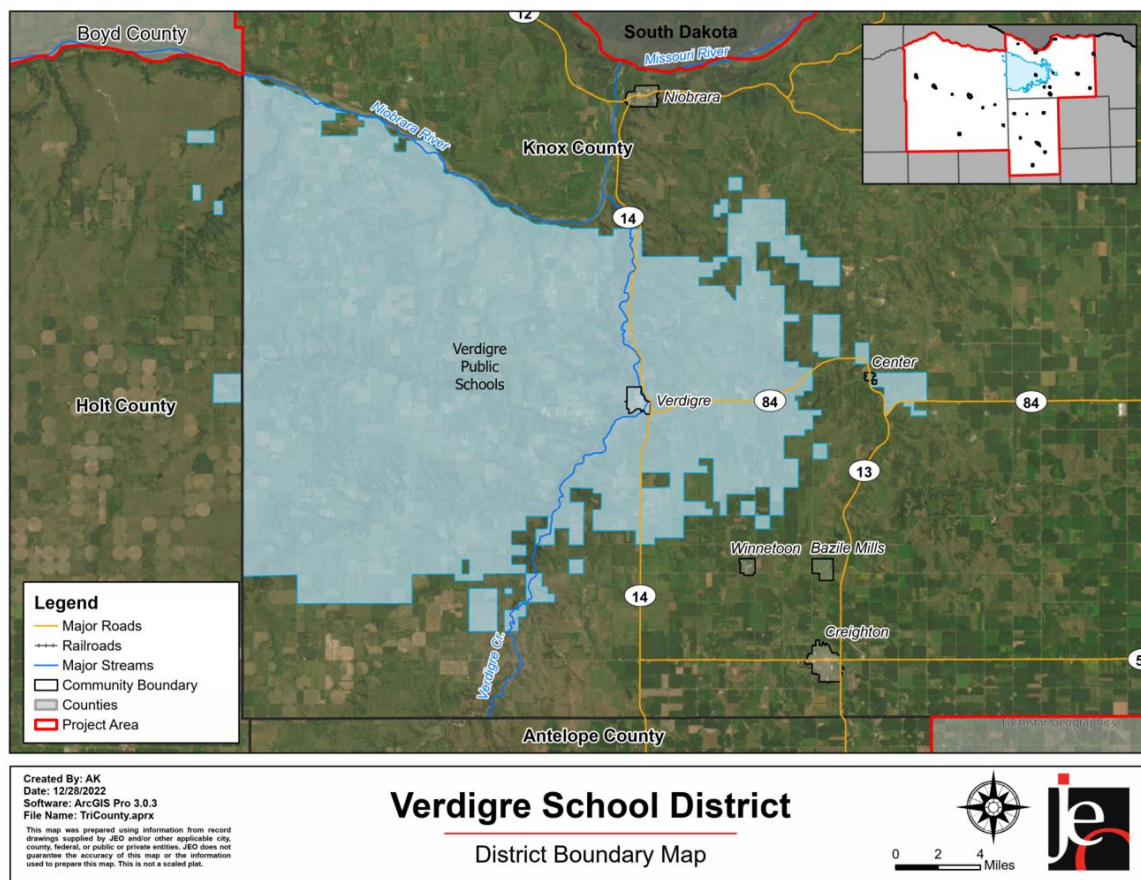 12
South Dakota
Boyd County
Missouri River
Niobrara River
Niobrara
Knox County
14
Verdigre
Public
Schools
Center
Holt County
Verdigre
84
84
13
Winnetoon
Bazile Mills
14
Creighton
5
Verdigre Cr.
Legend
Major Roads
Railroads
Major Streams
Community Boundary
Counties
Project Area
Earthstar Geographics
Antelope County
Created By: AK
Date: 12/28/2022
Software: ArcGIS Pro 3.0.3
File Name: TriCounty.aprx
This map was prepared using information from record
drawings supplied by JEO and/or other applicable city,
county, federal, or public or private entities. JEO does not
guarantee the accuracy of this map or the information
used to prepare this map. This is not a scaled plat.
Verdigre School District
District Boundary Map
0 2 4
Miles
jeo